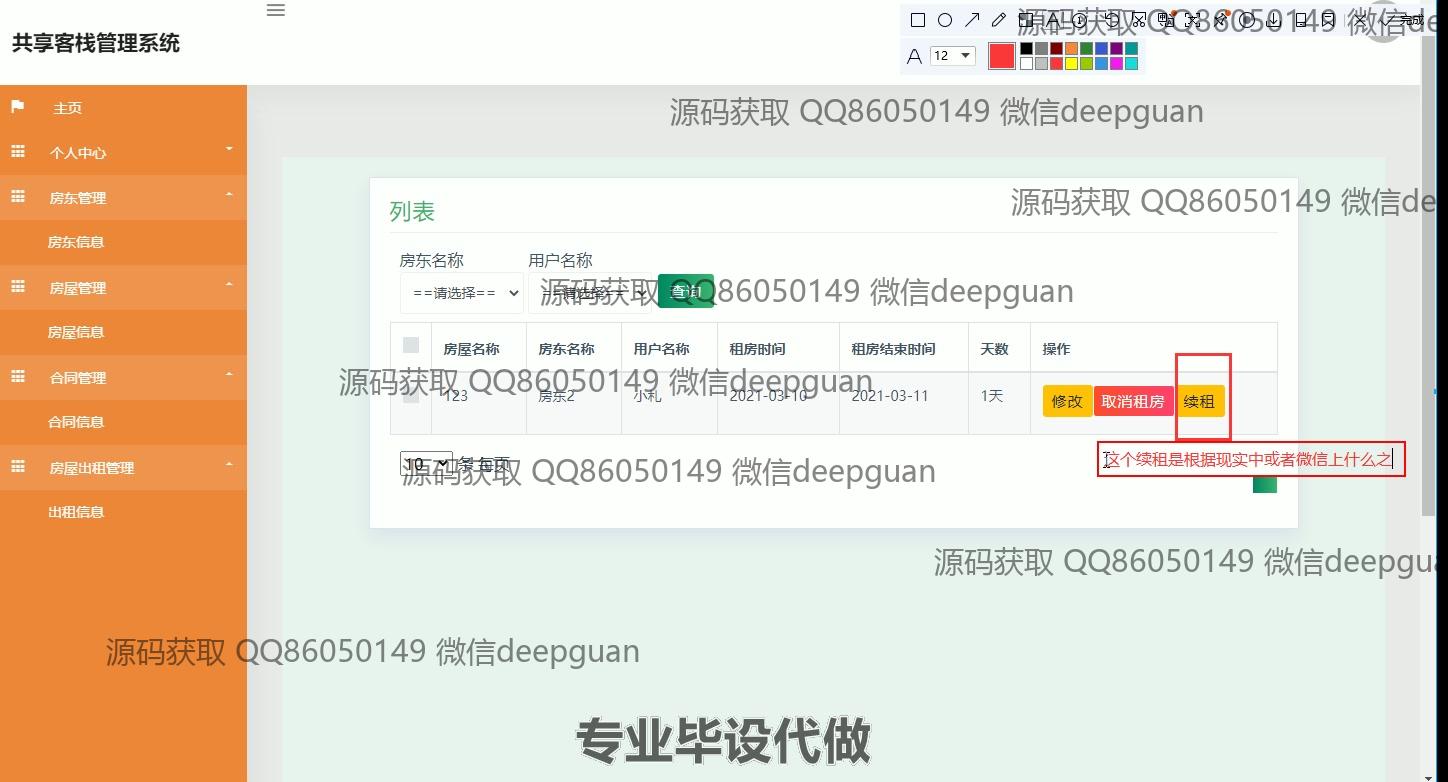 源码获取 QQ86050149 微信deepgu
完成
共享客栈管理系统
12
主页
源码获取 QQ86050149 微信deepguan
个人中心
房东管理
源码获取 QQ86050149 微信de
列表
房东信息
房东名称
用户名称
房屋管理
==请选择==
==请选择==
查询
源码获取 QQ86050149 微信deepguan
房屋信息
房屋名称
房东名称
用户名称
租房时间
租房结束时间
天数
操作
合同管理
源码获取 QQ86050149 微信deepguan
123
房东2
小礼
2021-03-10
2021-03-11
1天
修改
取消租房
续租
合同信息
这个续租是根据现实中或者微信上什么之
房屋出租管理
10
条 每页
源码获取 QQ86050149 微信deepguan
出租信息
源码获取 QQ86050149 微信deepgua
源码获取 QQ86050149 微信deepguan
专业毕设代做